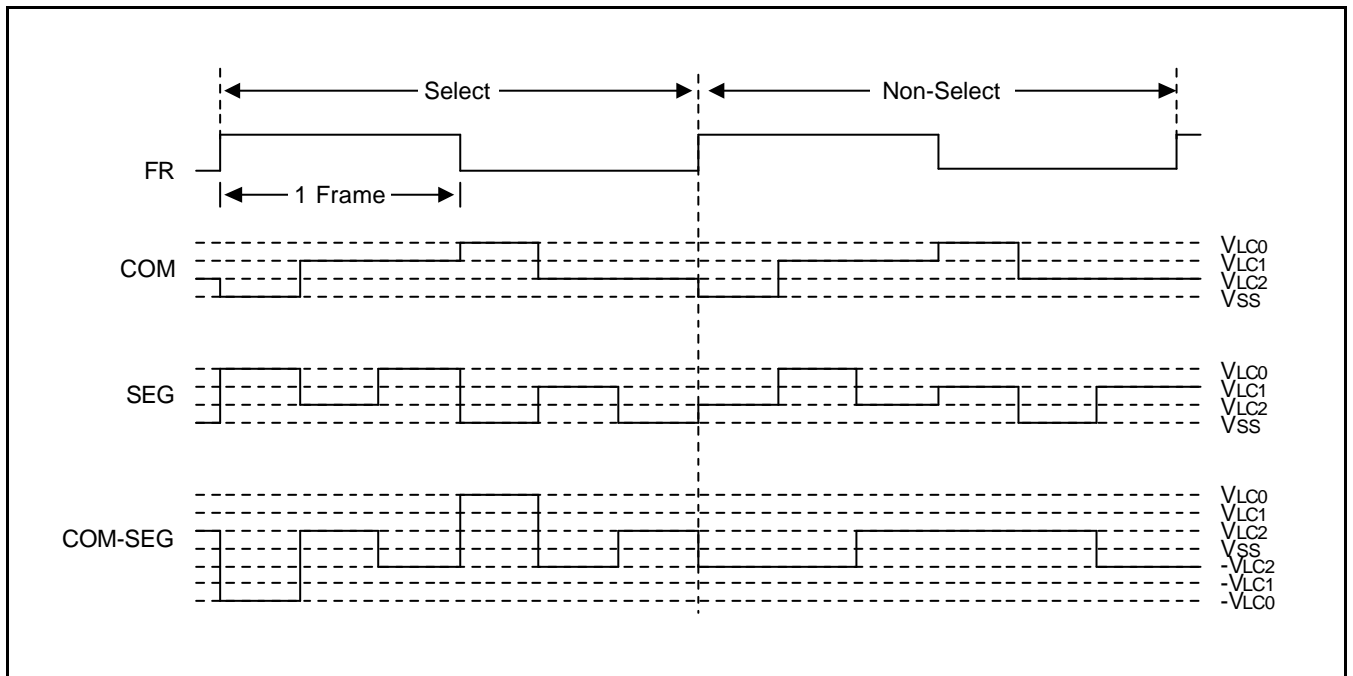 Select
Non-Select
FR
1 Frame
COM
VLC0
VLC1
VLC2
VSS
SEG
VLC0
VLC1
VLC2
VSS
COM-SEG
VLC0
VLC1
VLC2
VSS
-VLC2
-VLC1
-VLC0